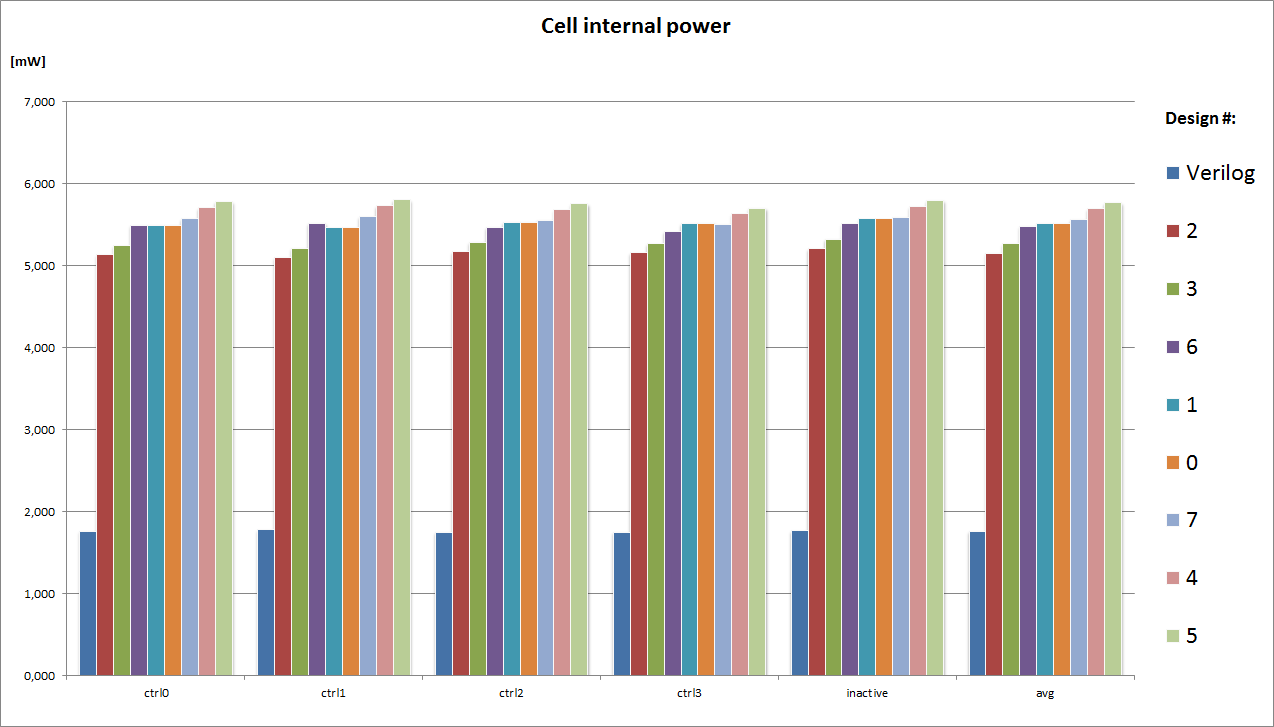 Cell internal power
[mW]
7,000
6,000
5,000
4,000
3,000
2,000
1,000
0,000
ctrl0
ctrl1
ctrl2
ctrl3
inactive
avg
Design #:
Verilog
2
3
6
1
0
7
4
5